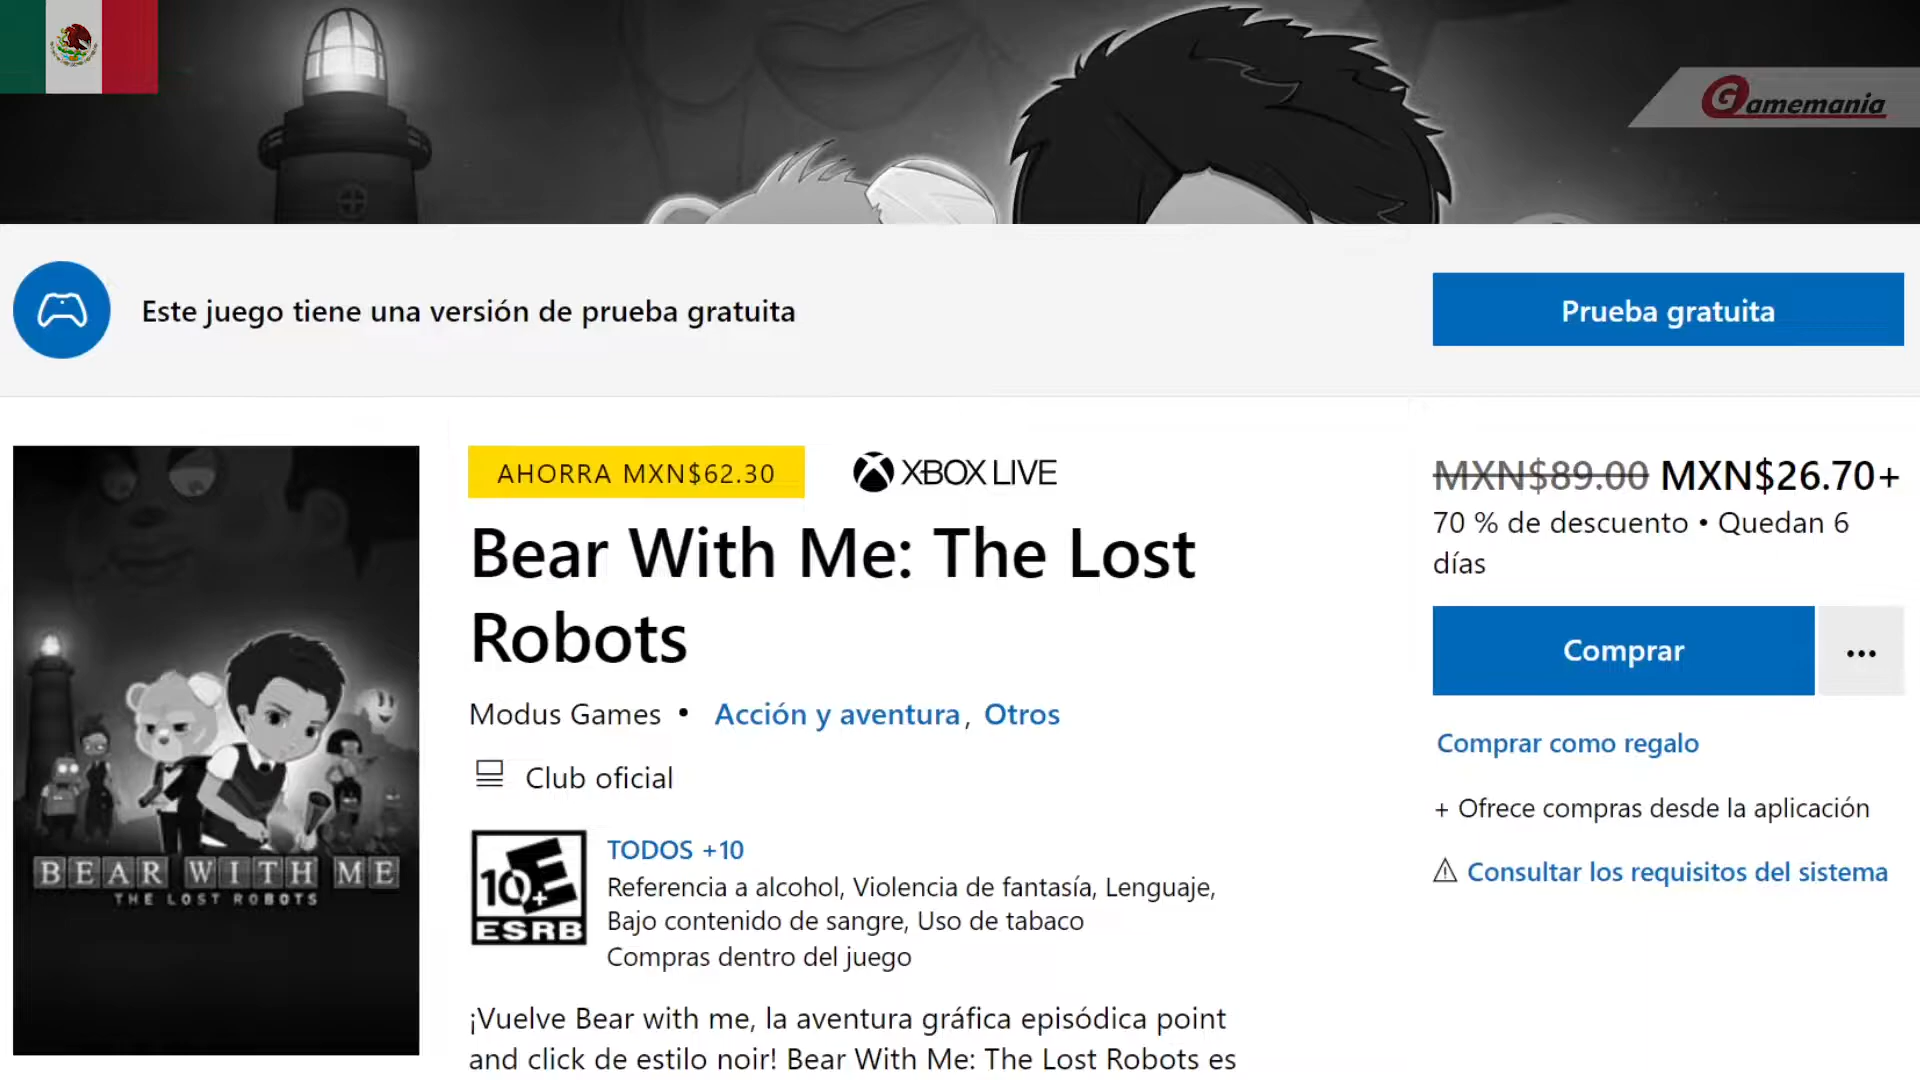 Gamemania
Este juego tiene una versión de prueba gratuita
Prueba gratuita
AHORRA MXN$62.30
XBOX LIVE
Bear With Me: The Lost
Robots
Modus Games • Acción y aventura, Otros
Club oficial
10+ E
ESRB
TODOS +10
Referencia a alcohol, Violencia de fantasía, Lenguaje,
Bajo contenido de sangre, Uso de tabaco
Compras dentro del juego
¡Vuelve Bear with me, la aventura gráfica episódica point
and click de estilo noir! Bear With Me: The Lost Robots es
MXN$89.00 MXN$26.70+
70 % de descuento • Quedan 6
días
Comprar
...
Comprar como regalo
+ Ofrece compras desde la aplicación
Consultar los requisitos del sistema
BEAR WITH ME
THE LOST ROBOTS